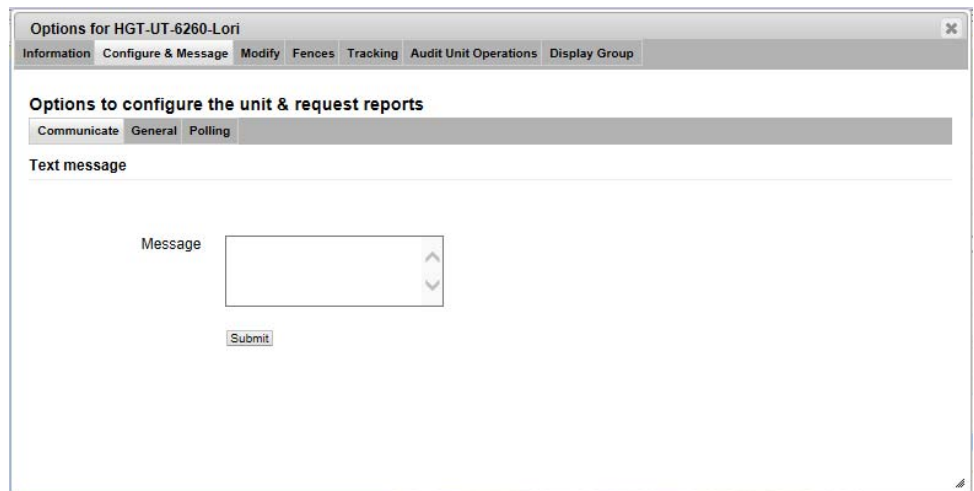 Options for HGT-UT-6260-Lori
Information Configure & Message Modify Fences Tracking Audit Unit Operations Display Group
Options to configure the unit & request reports
Communicate General Polling
Text message
Message
Submit